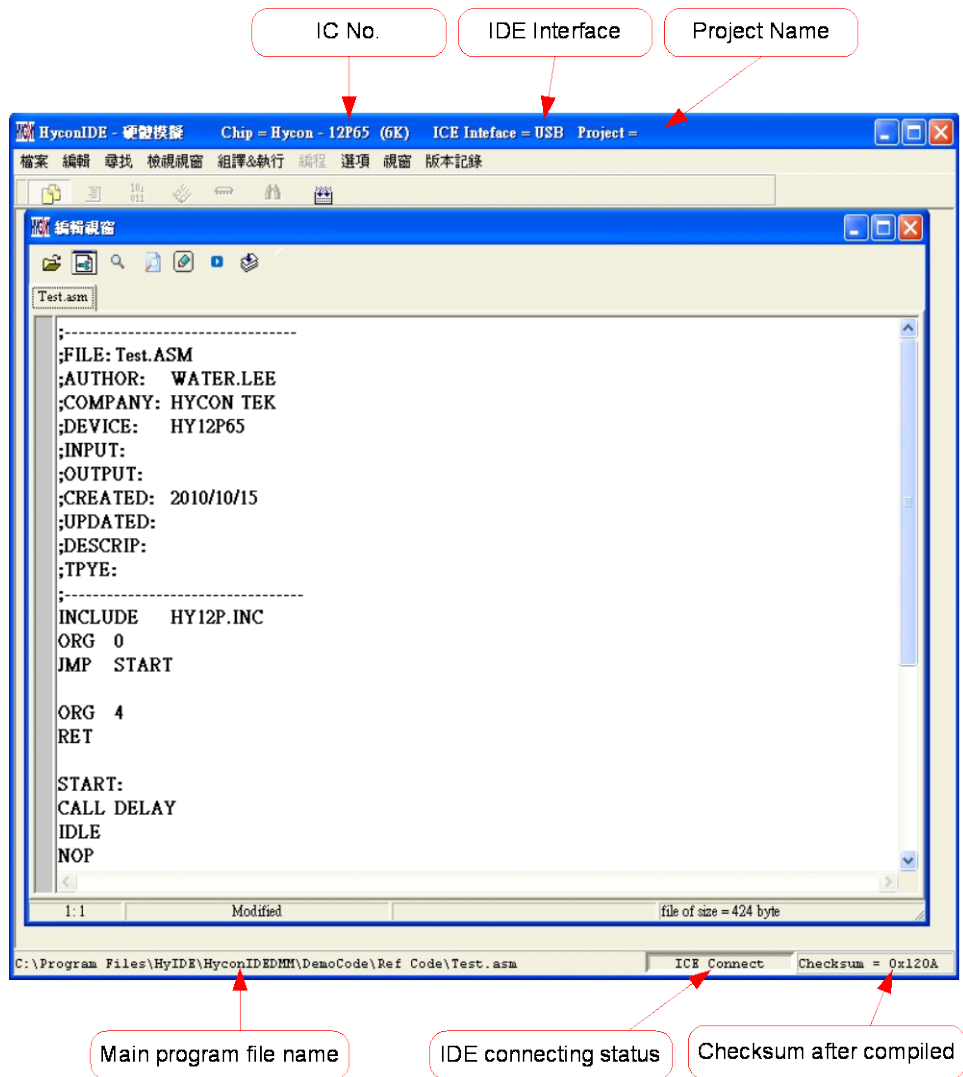 IC No.
IDE Interface
Project Name
HyconIDE - 硬體模擬 Chip = Hycon - 12P65 (6K) ICE Inteface = USB Project =
檔案 編輯 尋找 檢視視窗 組譯&執行 編程 選項 視窗 版本記錄
編輯視窗
Test.asm
;---------------------------------
;FILE: Test.ASM
;AUTHOR: WATER.LEE
;COMPANY: HYCON TEK
;DEVICE: HY12P65
;INPUT:
;OUTPUT:
;CREATED: 2010/10/15
;UPDATED:
;DESCRIP:
;TPYE:
;----------------------------------
INCLUDE HY12P.INC
ORG 0
JMP START
ORG 4
RET
START:
CALL DELAY
IDLE
NOP
1: 1 Modified file of size = 424 byte
C:\Program Files\HyIDE\HyconIDEDMM\DemoCode\Ref Code\Test.asm ICE Connect Checksum = 0x120A
Main program file name
IDE connecting status
Checksum after compiled